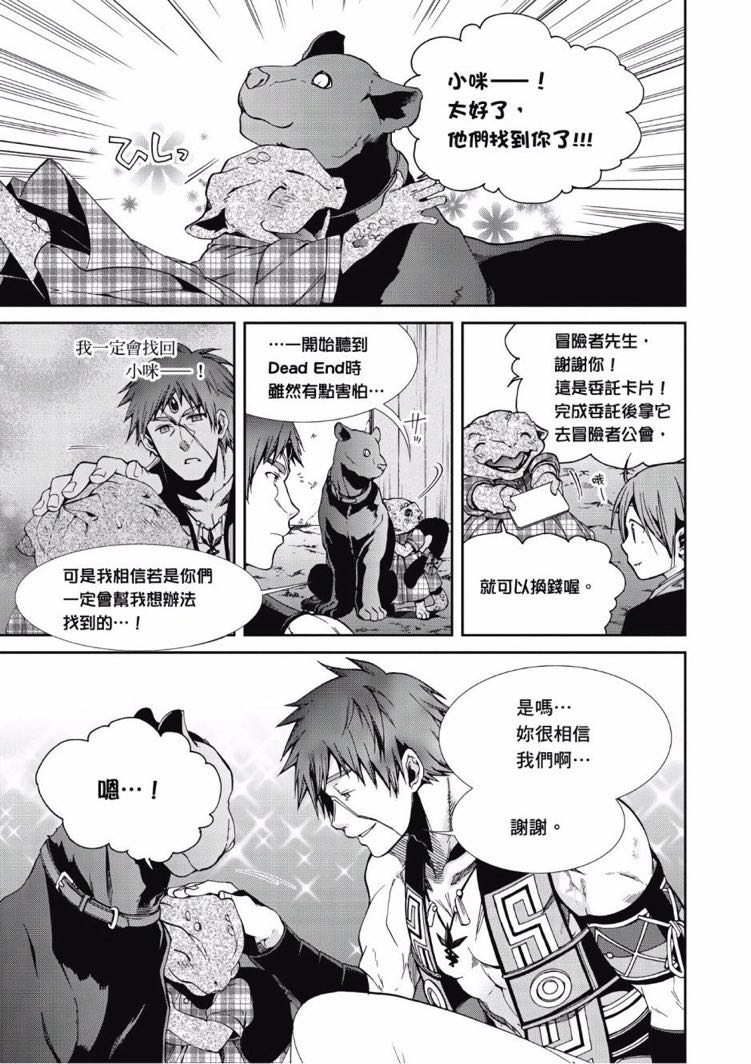 小咪——！
太好了，
他們找到你了!!!
ひしっ
冒險者先生，
謝謝你！
這是委託卡片！
完成委託後拿它
去冒險者公會，
哦
就可以換錢喔。
…一開始聽到
Dead End時
雖然有點害怕…
我一定會找回
小咪——！
可是我相信若是你們
一定會幫我想辦法
找到的…！
是嗎…
妳很相信
我們啊…
謝謝。
嗯…！